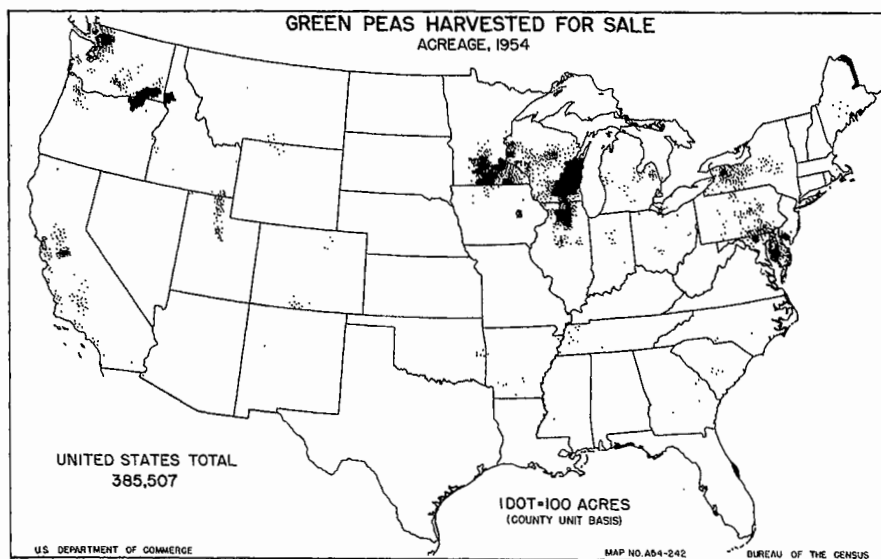 GREEN PEAS HARVESTED FOR SALE
ACREAGE, 1954
UNITED STATES TOTAL
385,507
1 DOT=100 ACRES
(COUNTY UNIT BASIS)
U.S. DEPARTMENT OF COMMERCE
MAP NO. A54-242
BUREAU OF THE CENSUS